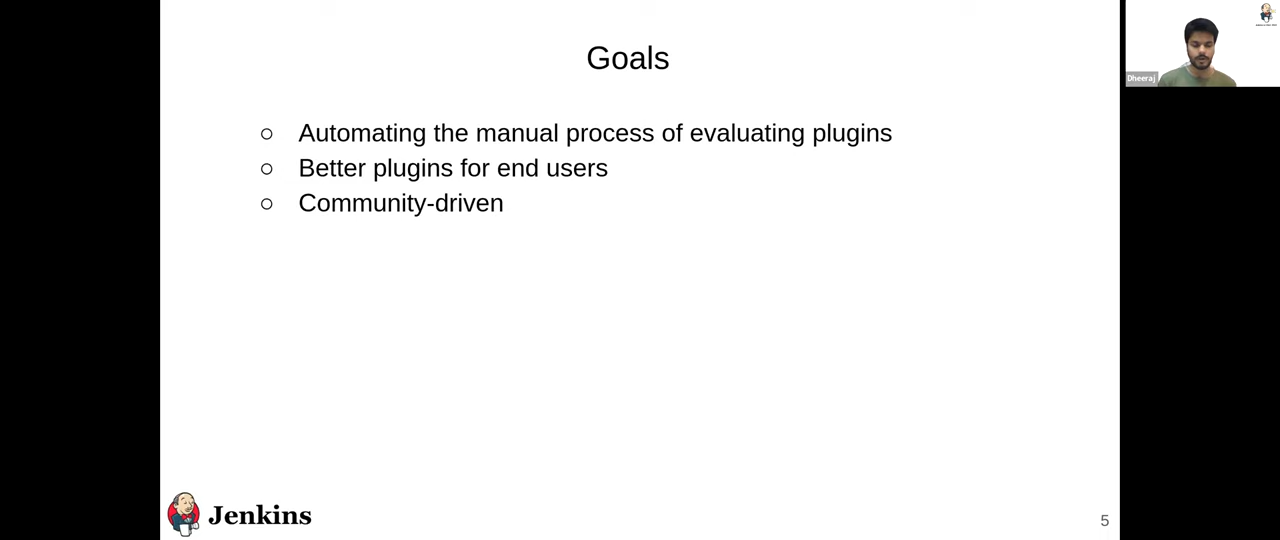 Goals
○ Automating the manual process of evaluating plugins
○ Better plugins for end users
○ Community-driven
Jenkins
5
Dheeraj